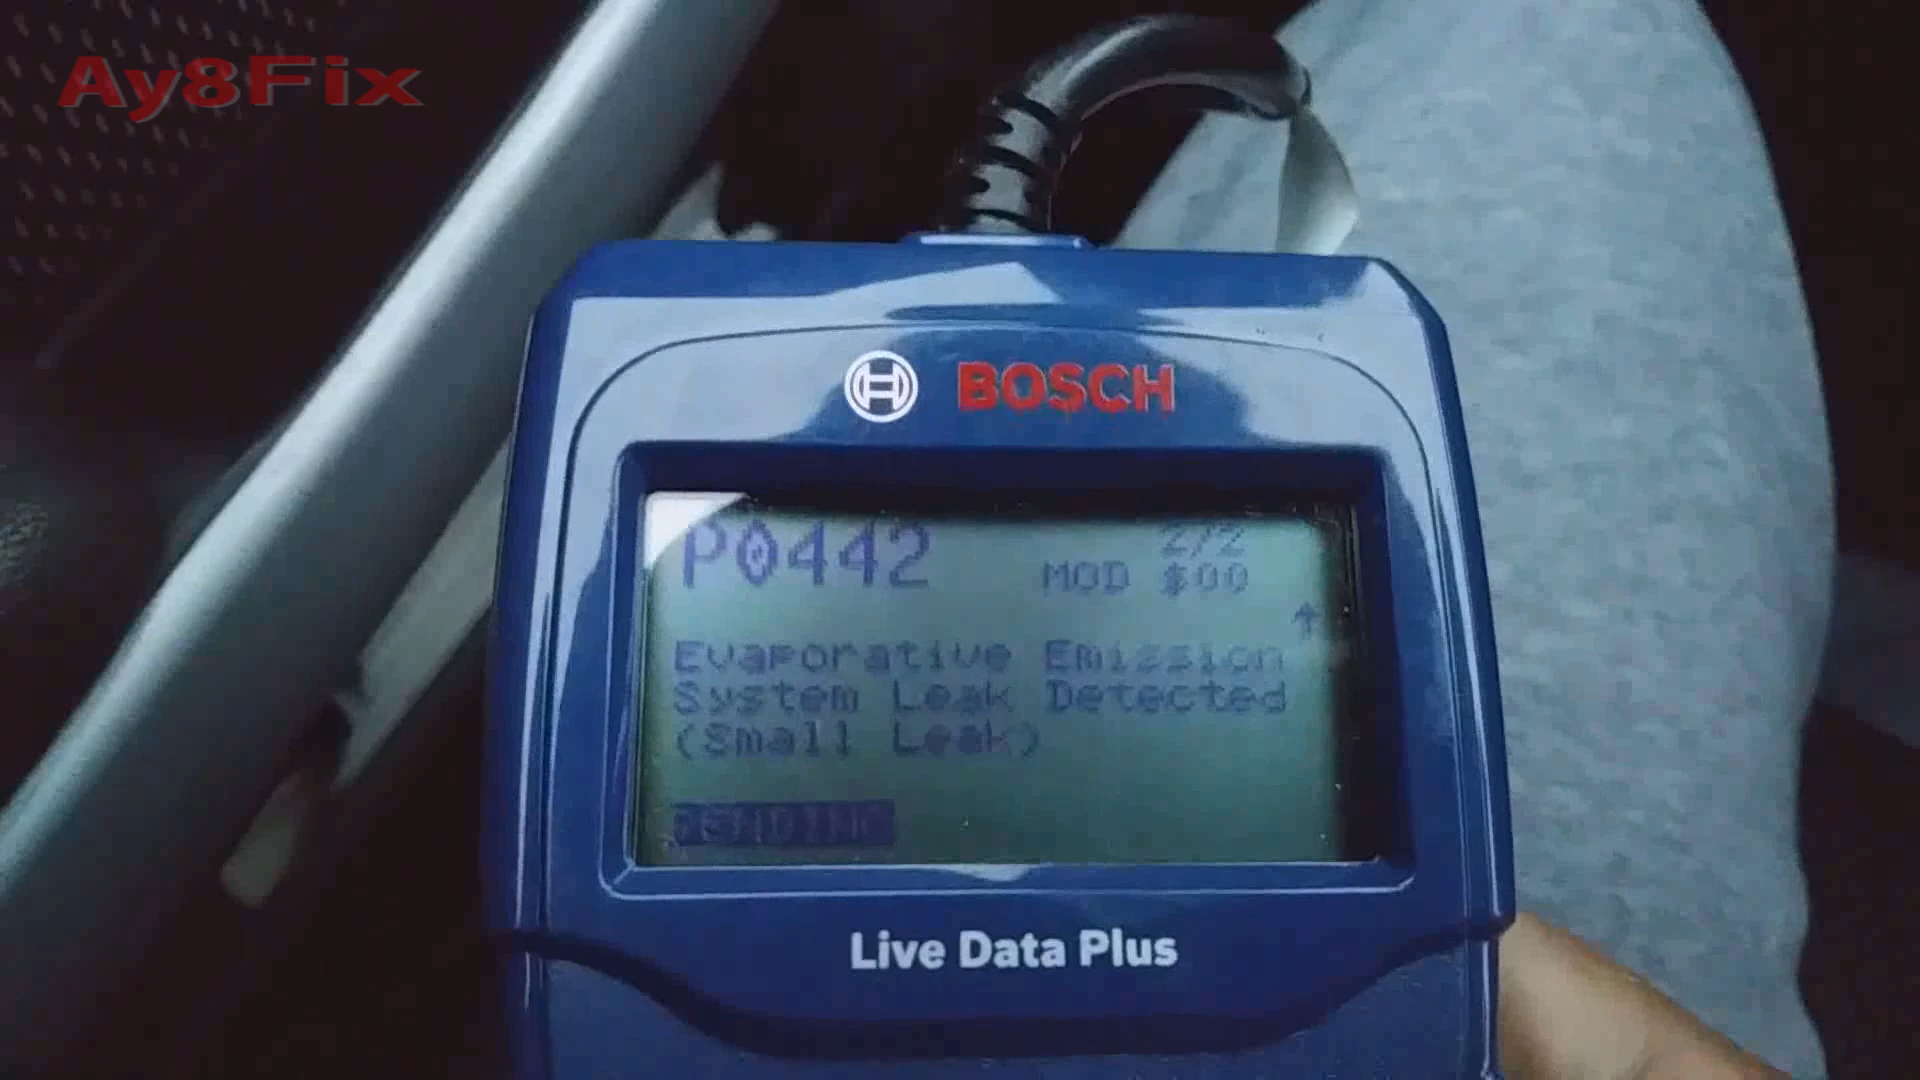 Ay8Fix
BOSCH
P0442
2/2
MOD $00
Evaporative Emission
System Leak Detected
(Small Leak)
PENDING
Live Data Plus